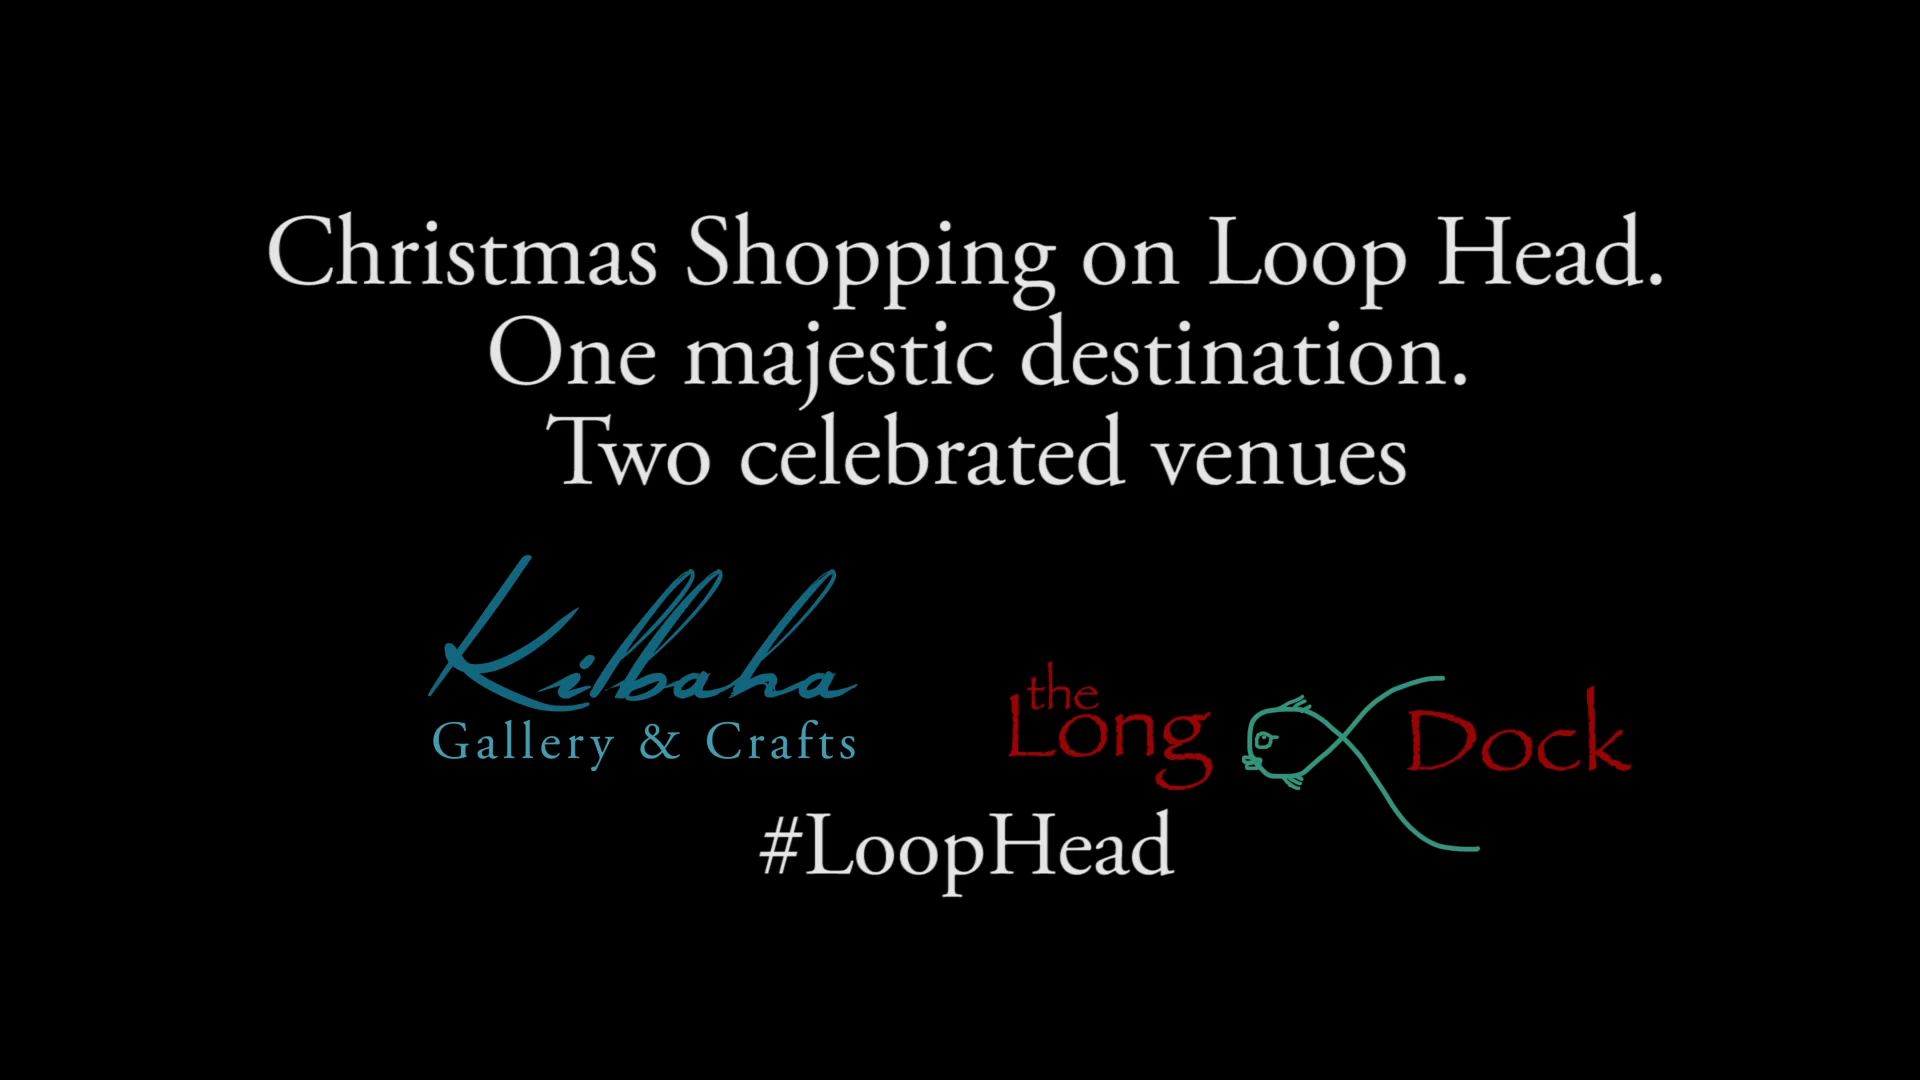 Christmas Shopping on Loop Head.
One majestic destination.
Two celebrated venues
Kilbaha
Gallery & Crafts
the
Long Dock
#LoopHead